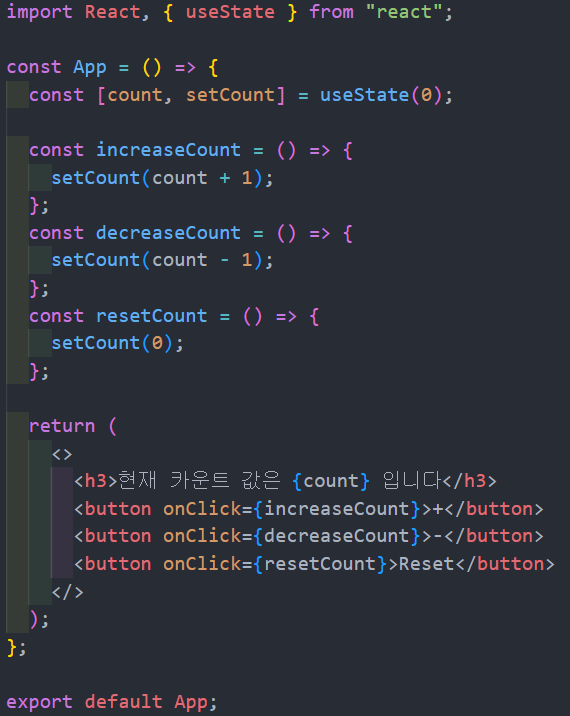 import React, { useState } from "react";
const App = () => {
const [count, setCount] = useState(0);
const increaseCount = () => {
setCount(count + 1);
};
const decreaseCount = () => {
setCount(count - 1);
};
const resetCount = () => {
setCount(0);
};
return (
<>
<h3>현재 카운트 값은 {count} 입니다</h3>
<button onClick={increaseCount}>+</button>
<button onClick={decreaseCount}>-</button>
<button onClick={resetCount}>Reset</button>
</>
);
};
export default App;